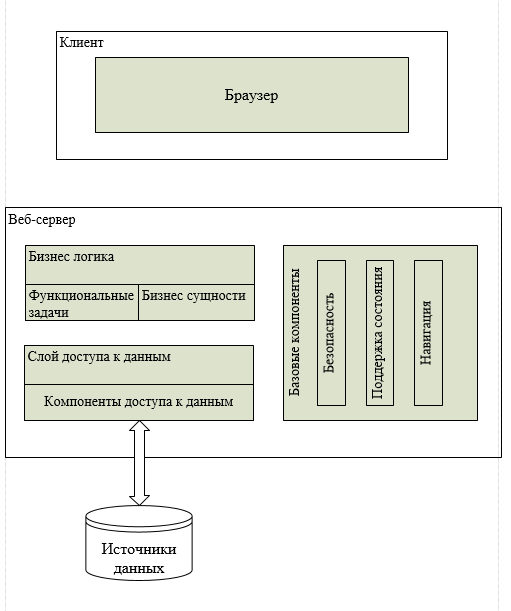 Клиент
Браузер
Веб-сервер
Бизнес логика
Функциональные
задачи
Бизнес сущности
Слой доступа к данным
Компоненты доступа к данным
Базовые компоненты
Безопасность
Поддержка состояния
Навигация
Источники
данных